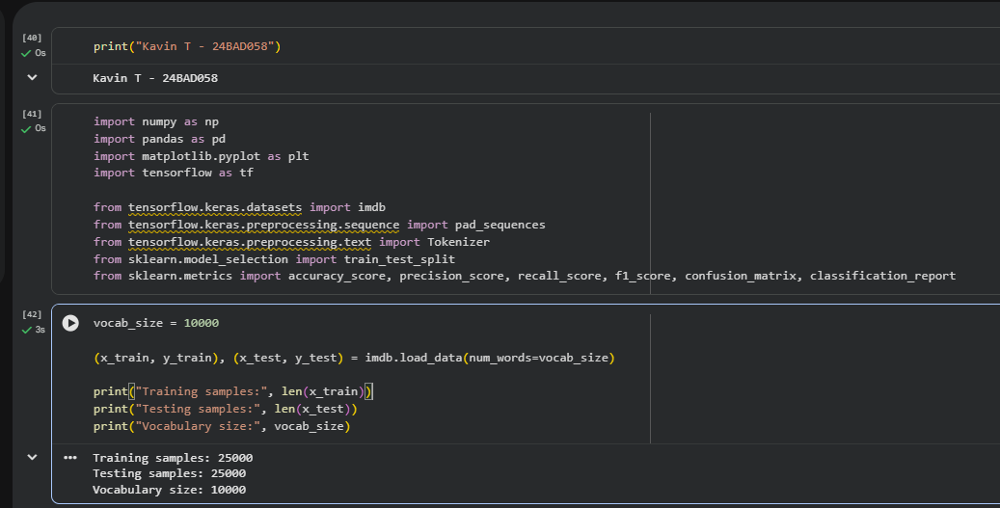 [40]
0s
print("Kavin T - 24BAD058")
Kavin T - 24BAD058
[41]
0s
import numpy as np
import pandas as pd
import matplotlib.pyplot as plt
import tensorflow as tf
from tensorflow.keras.datasets import imdb
from tensorflow.keras.preprocessing.sequence import pad_sequences
from tensorflow.keras.preprocessing.text import Tokenizer
from sklearn.model_selection import train_test_split
from sklearn.metrics import accuracy_score, precision_score, recall_score, f1_score, confusion_matrix, classification_report
[42]
3s
vocab_size = 10000
(x_train, y_train), (x_test, y_test) = imdb.load_data(num_words=vocab_size)
print("Training samples:", len(x_train))
print("Testing samples:", len(x_test))
print("Vocabulary size:", vocab_size)
Training samples: 25000
Testing samples: 25000
Vocabulary size: 10000